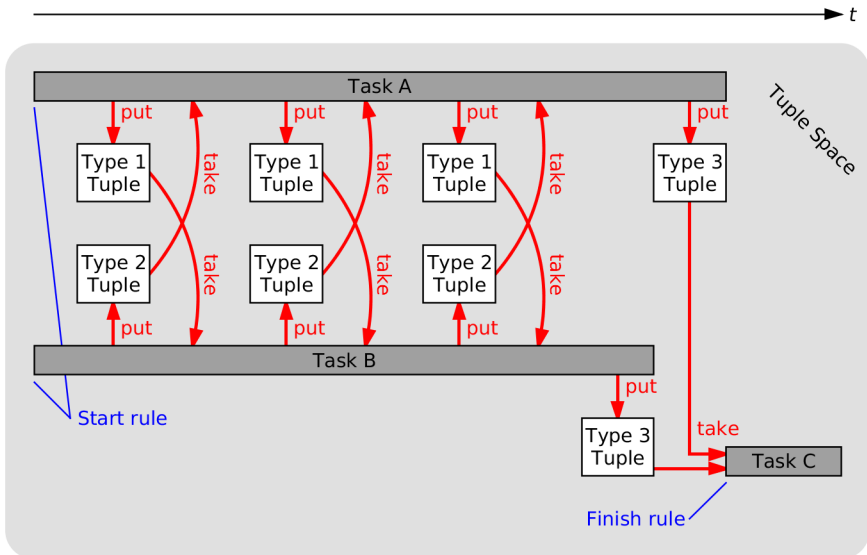 t
Task A
Tuple Space
put
put
put
put
Type 1
Tuple
take
Type 1
Tuple
take
Type 1
Tuple
take
Type 3
Tuple
Type 2
Tuple
take
Type 2
Tuple
take
Type 2
Tuple
take
put
put
put
Task B
put
Start rule
Type 3
Tuple
take
Task C
Finish rule